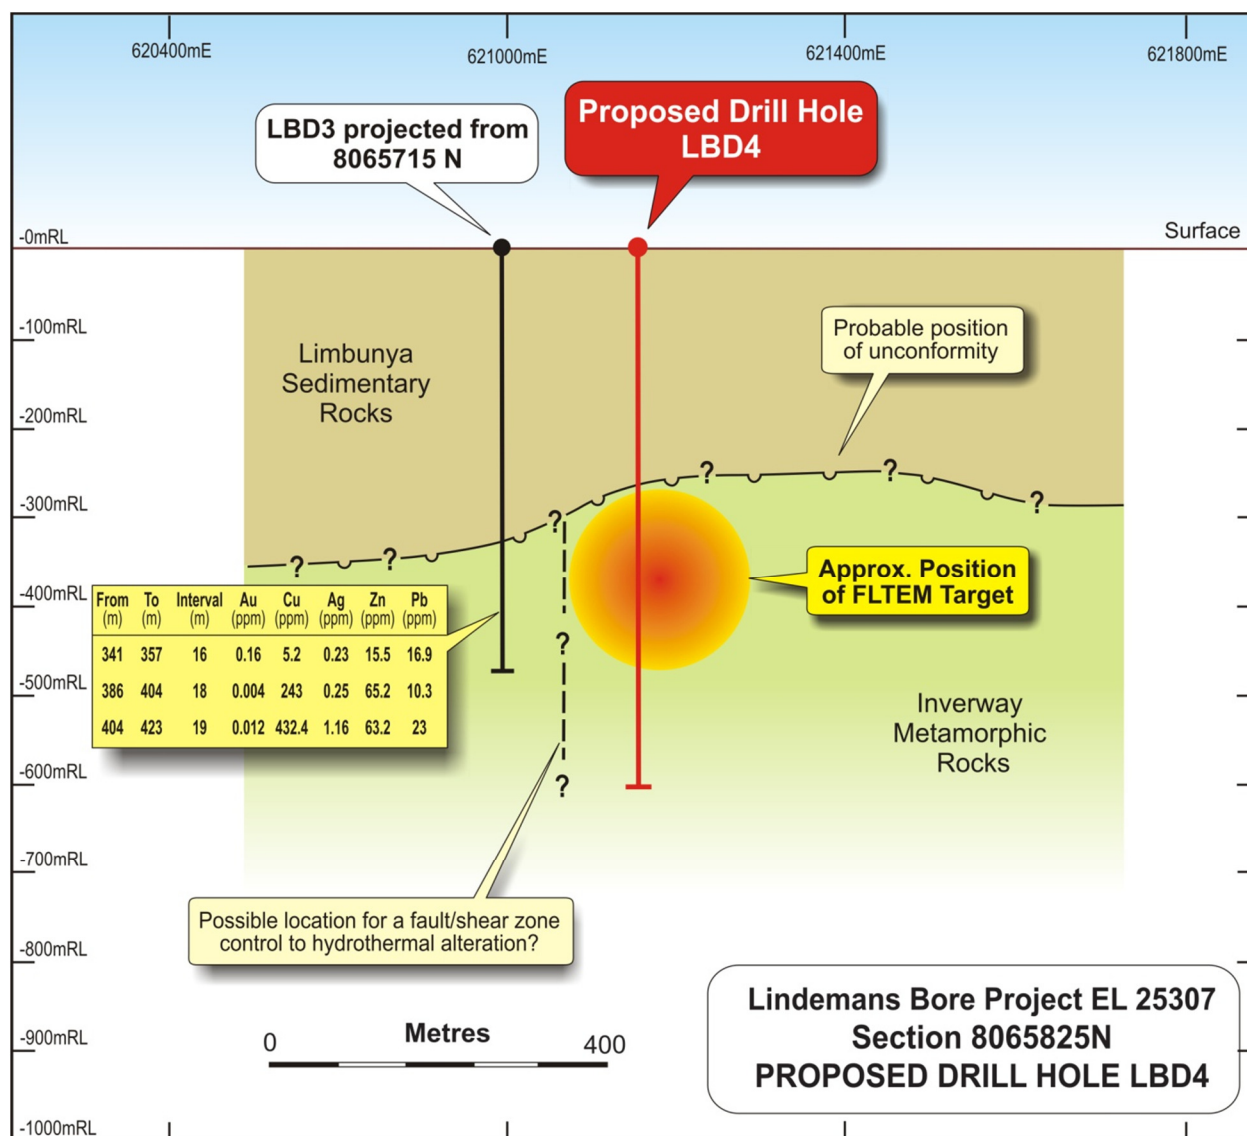 620400mE
621000mE
621400mE
621800mE
LBD3 projected from
8065715 N
Proposed Drill Hole
LBD4
-0mRL
Surface
-100mRL
Probable position
of unconformity
Limbunya
Sedimentary
Rocks
-200mRL
? ? ? ? ? ?
-300mRL
-400mRL
Approx. Position
of FLTEM Target
From To Interval Au Cu Ag Zn Pb
(m) (m) (m) (ppm) (ppm) (ppm) (ppm) (ppm)
341 357 16 0.16 5.2 0.23 15.5 16.9
386 404 18 0.004 243 0.25 65.2 10.3
404 423 19 0.012 432.4 1.16 63.2 23
?
-500mRL
Inverway
Metamorphic
Rocks
-600mRL
?
-700mRL
Possible location for a fault/shear zone
control to hydrothermal alteration?
-800mRL
-900mRL
-1000mRL
0 Metres 400
Lindemans Bore Project EL 25307
Section 8065825N
PROPOSED DRILL HOLE LBD4